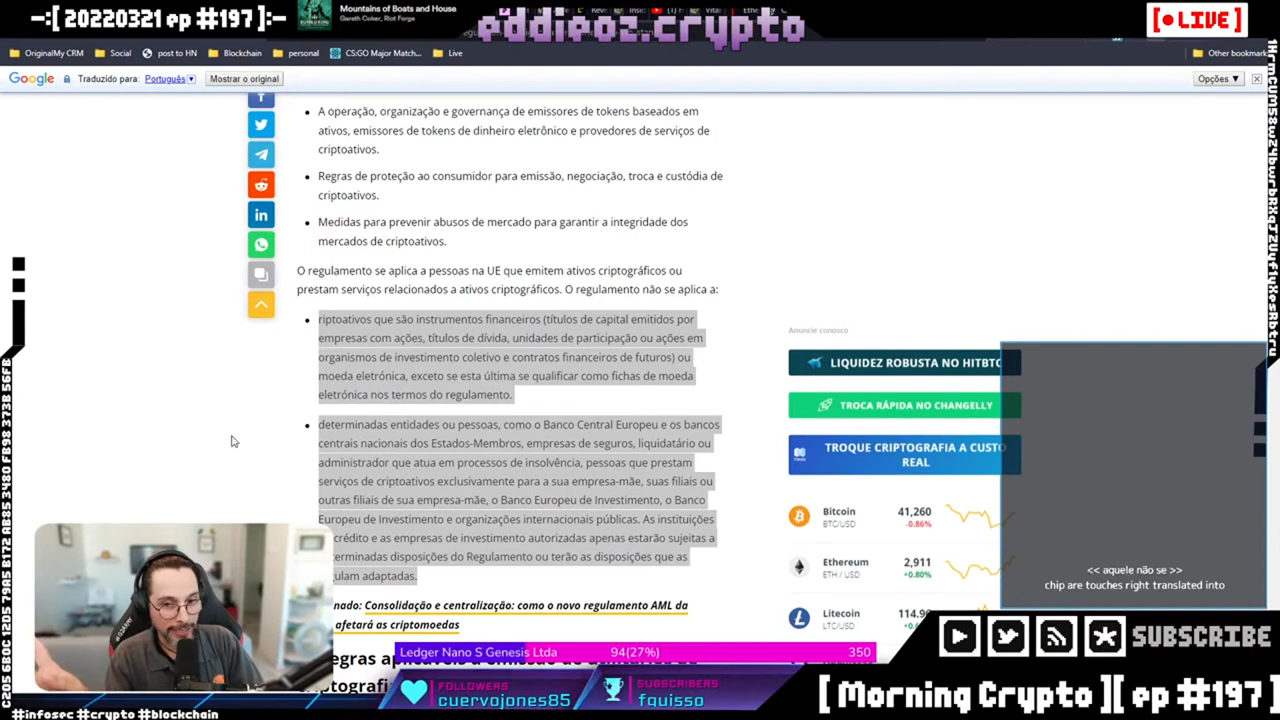 -:[ 20220321 ep #197]:-
Mountains of Boats and House
Gareth Coker, Riot Forge
eddieoz.crypto
[●LIVE]
OriginalMy CRM
Social
post to HN
Blockchain
personal
CS:GO Major Match...
Live
Other bookmark
Google
Traduzido para: Português
Mostrar o original
Opções ▼
A operação, organização e governança de emissores de tokens baseados em
ativos, emissores de tokens de dinheiro eletrônico e provedores de serviços de
criptoativos.
Regras de proteção ao consumidor para emissão, negociação, troca e custódia de
criptoativos.
Medidas para prevenir abusos de mercado para garantir a integridade dos
mercados de criptoativos.
O regulamento se aplica a pessoas na UE que emitem ativos criptográficos ou
prestam serviços relacionados a ativos criptográficos. O regulamento não se aplica a:
riptoativos que são instrumentos financeiros (títulos de capital emitidos por
empresas com ações, títulos de dívida, unidades de participação ou ações em
organismos de investimento coletivo e contratos financeiros de futuros) ou
moeda eletrónica, exceto se esta última se qualificar como fichas de moeda
eletrónica nos termos do regulamento.
determinadas entidades ou pessoas, como o Banco Central Europeu e os bancos
centrais nacionais dos Estados-Membros, empresas de seguros, liquidatário ou
administrador que atua em processos de insolvência, pessoas que prestam
serviços de criptoativos exclusivamente para a sua empresa-mãe, suas filiais ou
outras filiais de sua empresa-mãe, o Banco Europeu de Investimento, o Banco
Europeu de Investimento e organizações internacionais públicas. As instituições
crédito e as empresas de investimento autorizadas apenas estarão sujeitas a
terminadas disposições do Regulamento ou terão as disposições que as
gulam adaptadas.
nado: Consolidação e centralização: como o novo regulamento AML da
afetará as criptomoedas
Anuncie conosco
LIQUIDEZ ROBUSTA NO HITBTC
TROCA RÁPIDA NO CHANGELLY
TROQUE CRIPTOGRAFIA A CUSTO
REAL
Bitcoin 41,260
BTC/USD -0.86%
Ethereum 2,911
ETH / USD +0.80%
Litecoin 114.96
LTC/USD
<< aquele não se >>
chip are touches right translated into
Ledger Nano S Genesis Ltda 94(27%) 350
FOLLOWERS
cuervojones85
SUBSCRIBERS
fquisso
SUBSCRIBE
[Morning Crypto][ep #197]
#infosec #crypto #blockchain